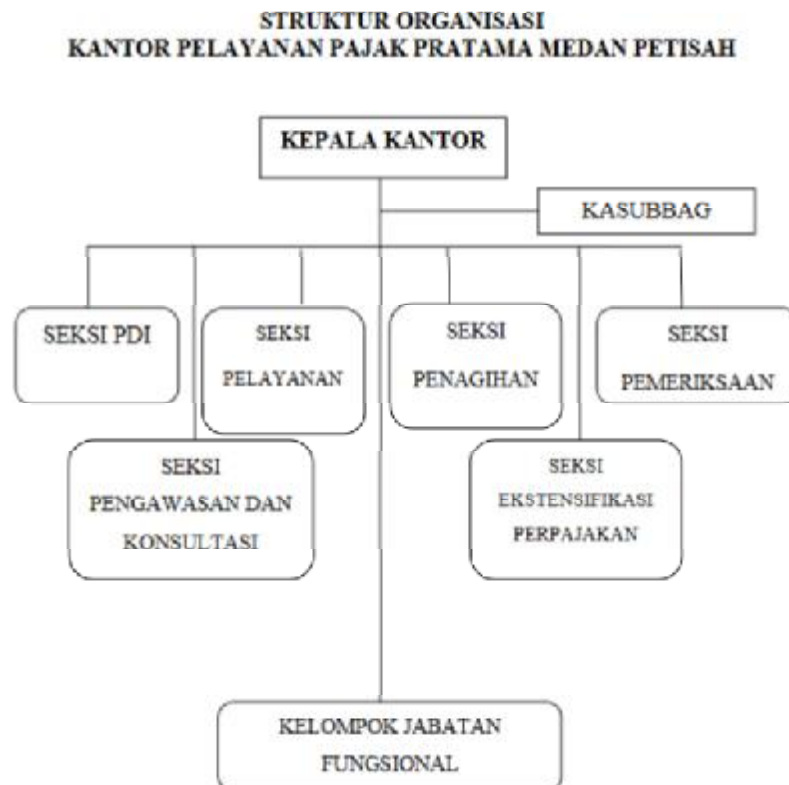 STRUKTUR ORGANISASI
KANTOR PELAYANAN PAJAK PRATAMA MEDAN PETISAH
KEPALA KANTOR
KASUBBAG
SEKSI PDI
SEKSI
PELAYANAN
SEKSI
PENAGIHAN
SEKSI
PEMERIKSAAN
SEKSI
PENGAWASAN DAN
KONSULTASI
SEKSI
EKSTENSIFIKASI
PERPAJAKAN
KELOMPOK JABATAN
FUNGSIONAL